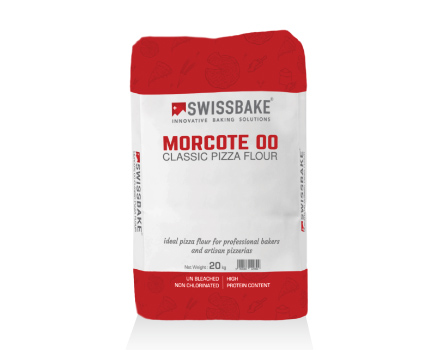 SWISSBAKE®
INNOVATIVE BAKING SOLUTIONS
MORCOTE 00
CLASSIC PIZZA FLOUR
SWISSBAKE
SWISSBAKE
ideal pizza flour for professional bakers
and artisan pizzerias
Net. Weight: 20 kg
UN BLEACHED
NON CHLORINATED
HIGH
PROTEIN CONTENT